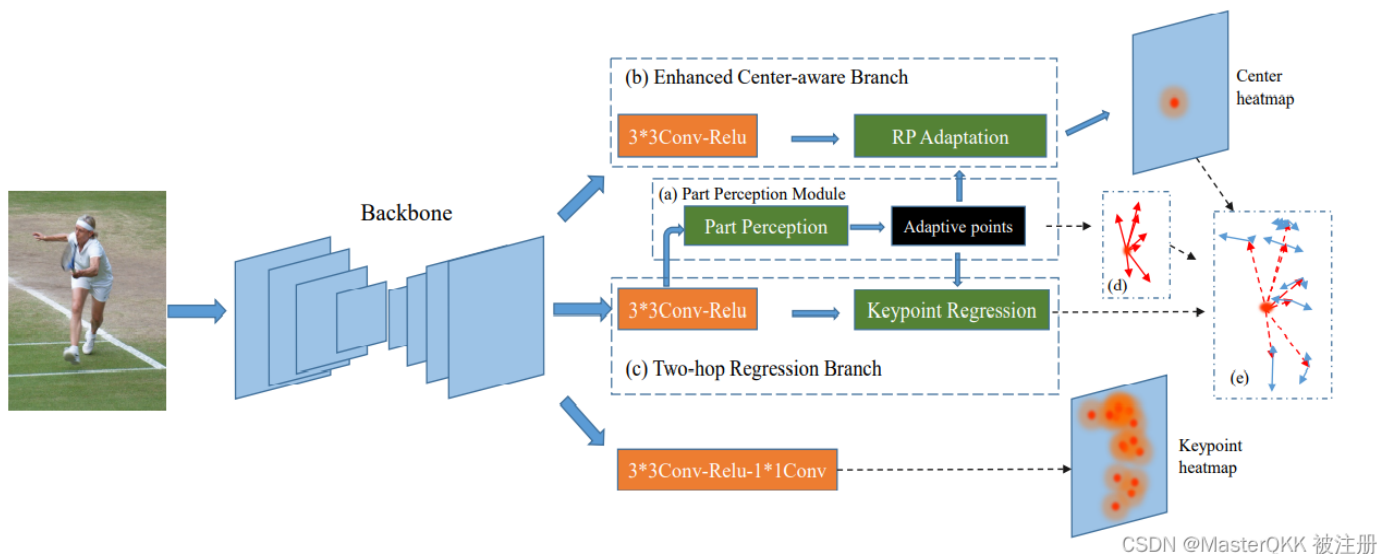 (b) Enhanced Center-aware Branch
3*3Conv-Relu
RP Adaptation
Center
heatmap
(a) Part Perception Module
Part Perception
Adaptive points
Backbone
(d)
3*3Conv-Relu
Keypoint Regression
(c) Two-hop Regression Branch
(e)
3*3Conv-Relu-1*1Conv
Keypoint
heatmap
CSDN @MasterQKK 被注册